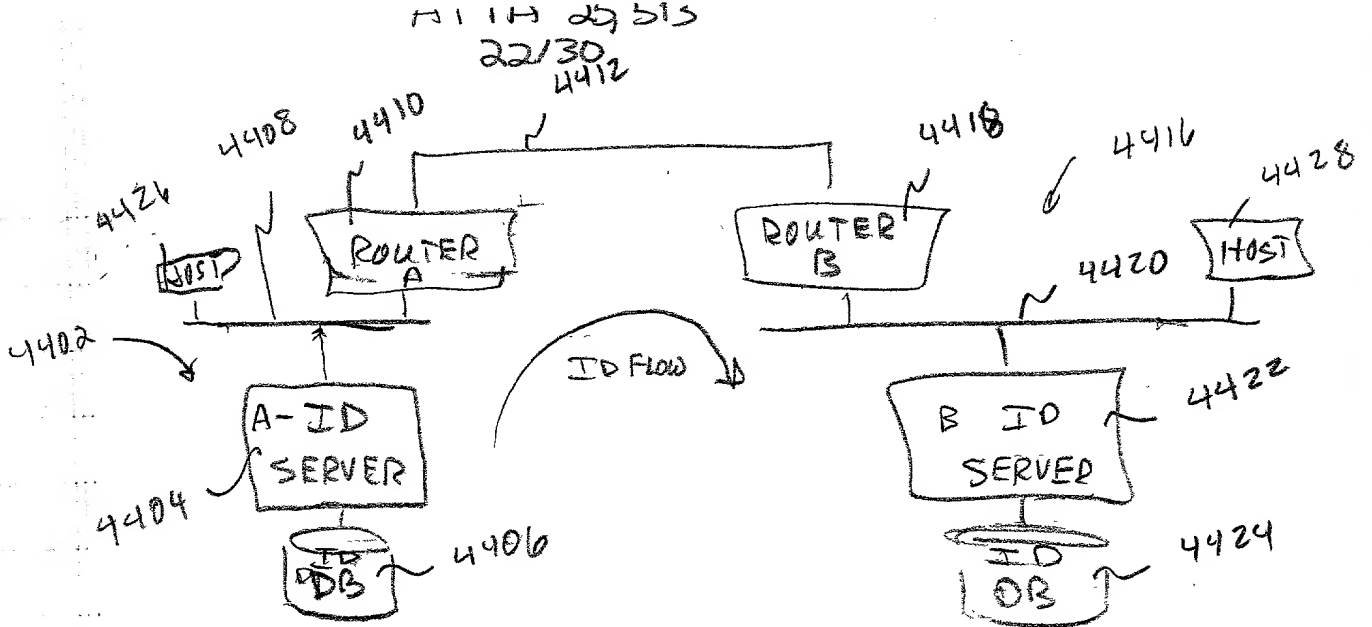 22/30
4412
4408
4410
4418
4416
4428
4426
ROUTER
A
ROUTER
B
HOST
HOST
4420
4402
ID FLOW
A-ID
SERVER
B ID
SERVER
4422
4404
ID
DB
4406
ID
DB
4424